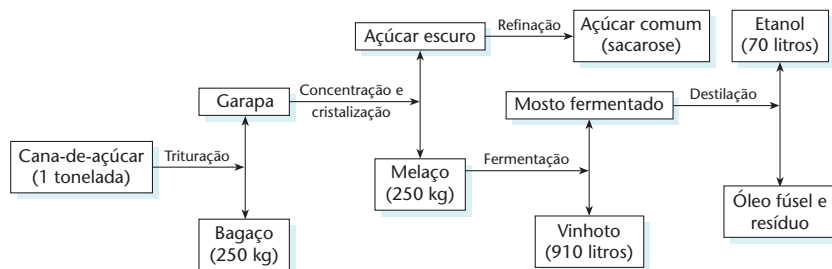 Cana-de-açúcar
(1 tonelada)
Trituração
Garapa
Bagaço
(250 kg)
Concentração e
cristalização
Açúcar escuro
Melaço
(250 kg)
Refinação
Açúcar comum
(sacarose)
Fermentação
Mosto fermentado
Vinhoto
(910 litros)
Destilação
Etanol
(70 litros)
Óleo fúsel e
resíduo